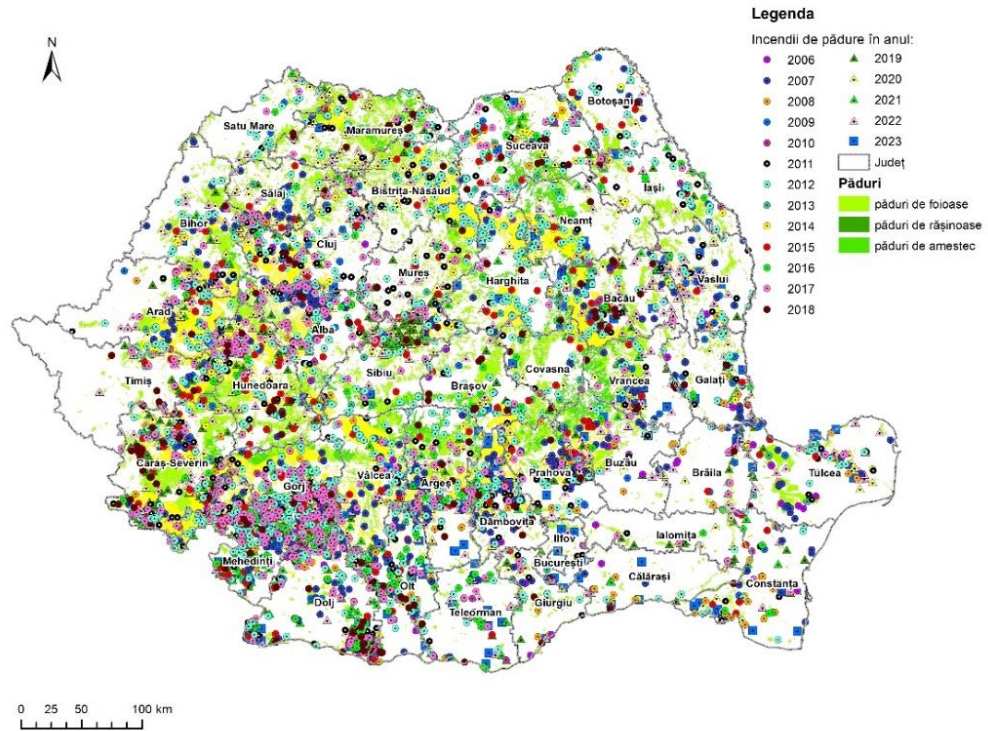 N
Legenda
Incendii de pădure în anul:
2006
2007
2008
2009
2010
2011
2012
2013
2014
2015
2016
2017
2018
2019
2020
2021
2022
2023
Județ
Păduri
păduri de foioase
păduri de rășinoase
păduri de amestec
Botoșani
Satu Mare
Maramureș
Suceava
Iași
Sălaj
Bistrița-Năsăud
Bihor
Neamț
Cluj
Mureș
Harghita
Vaslui
Bacău
Arad
Alba
Covasna
Timiș
Hunedoara
Sibiu
Brașov
Vrancea
Galați
Caraș-Severin
Gorj
Vâlcea
Argeș
Prahova
Buzău
Brăila
Tulcea
Dâmbovița
Ilfov
Ialomița
Mehedinți
București
Călărași
Constanța
Dolj
Olt
Teleorman
Giurgiu
0 25 50 100 km